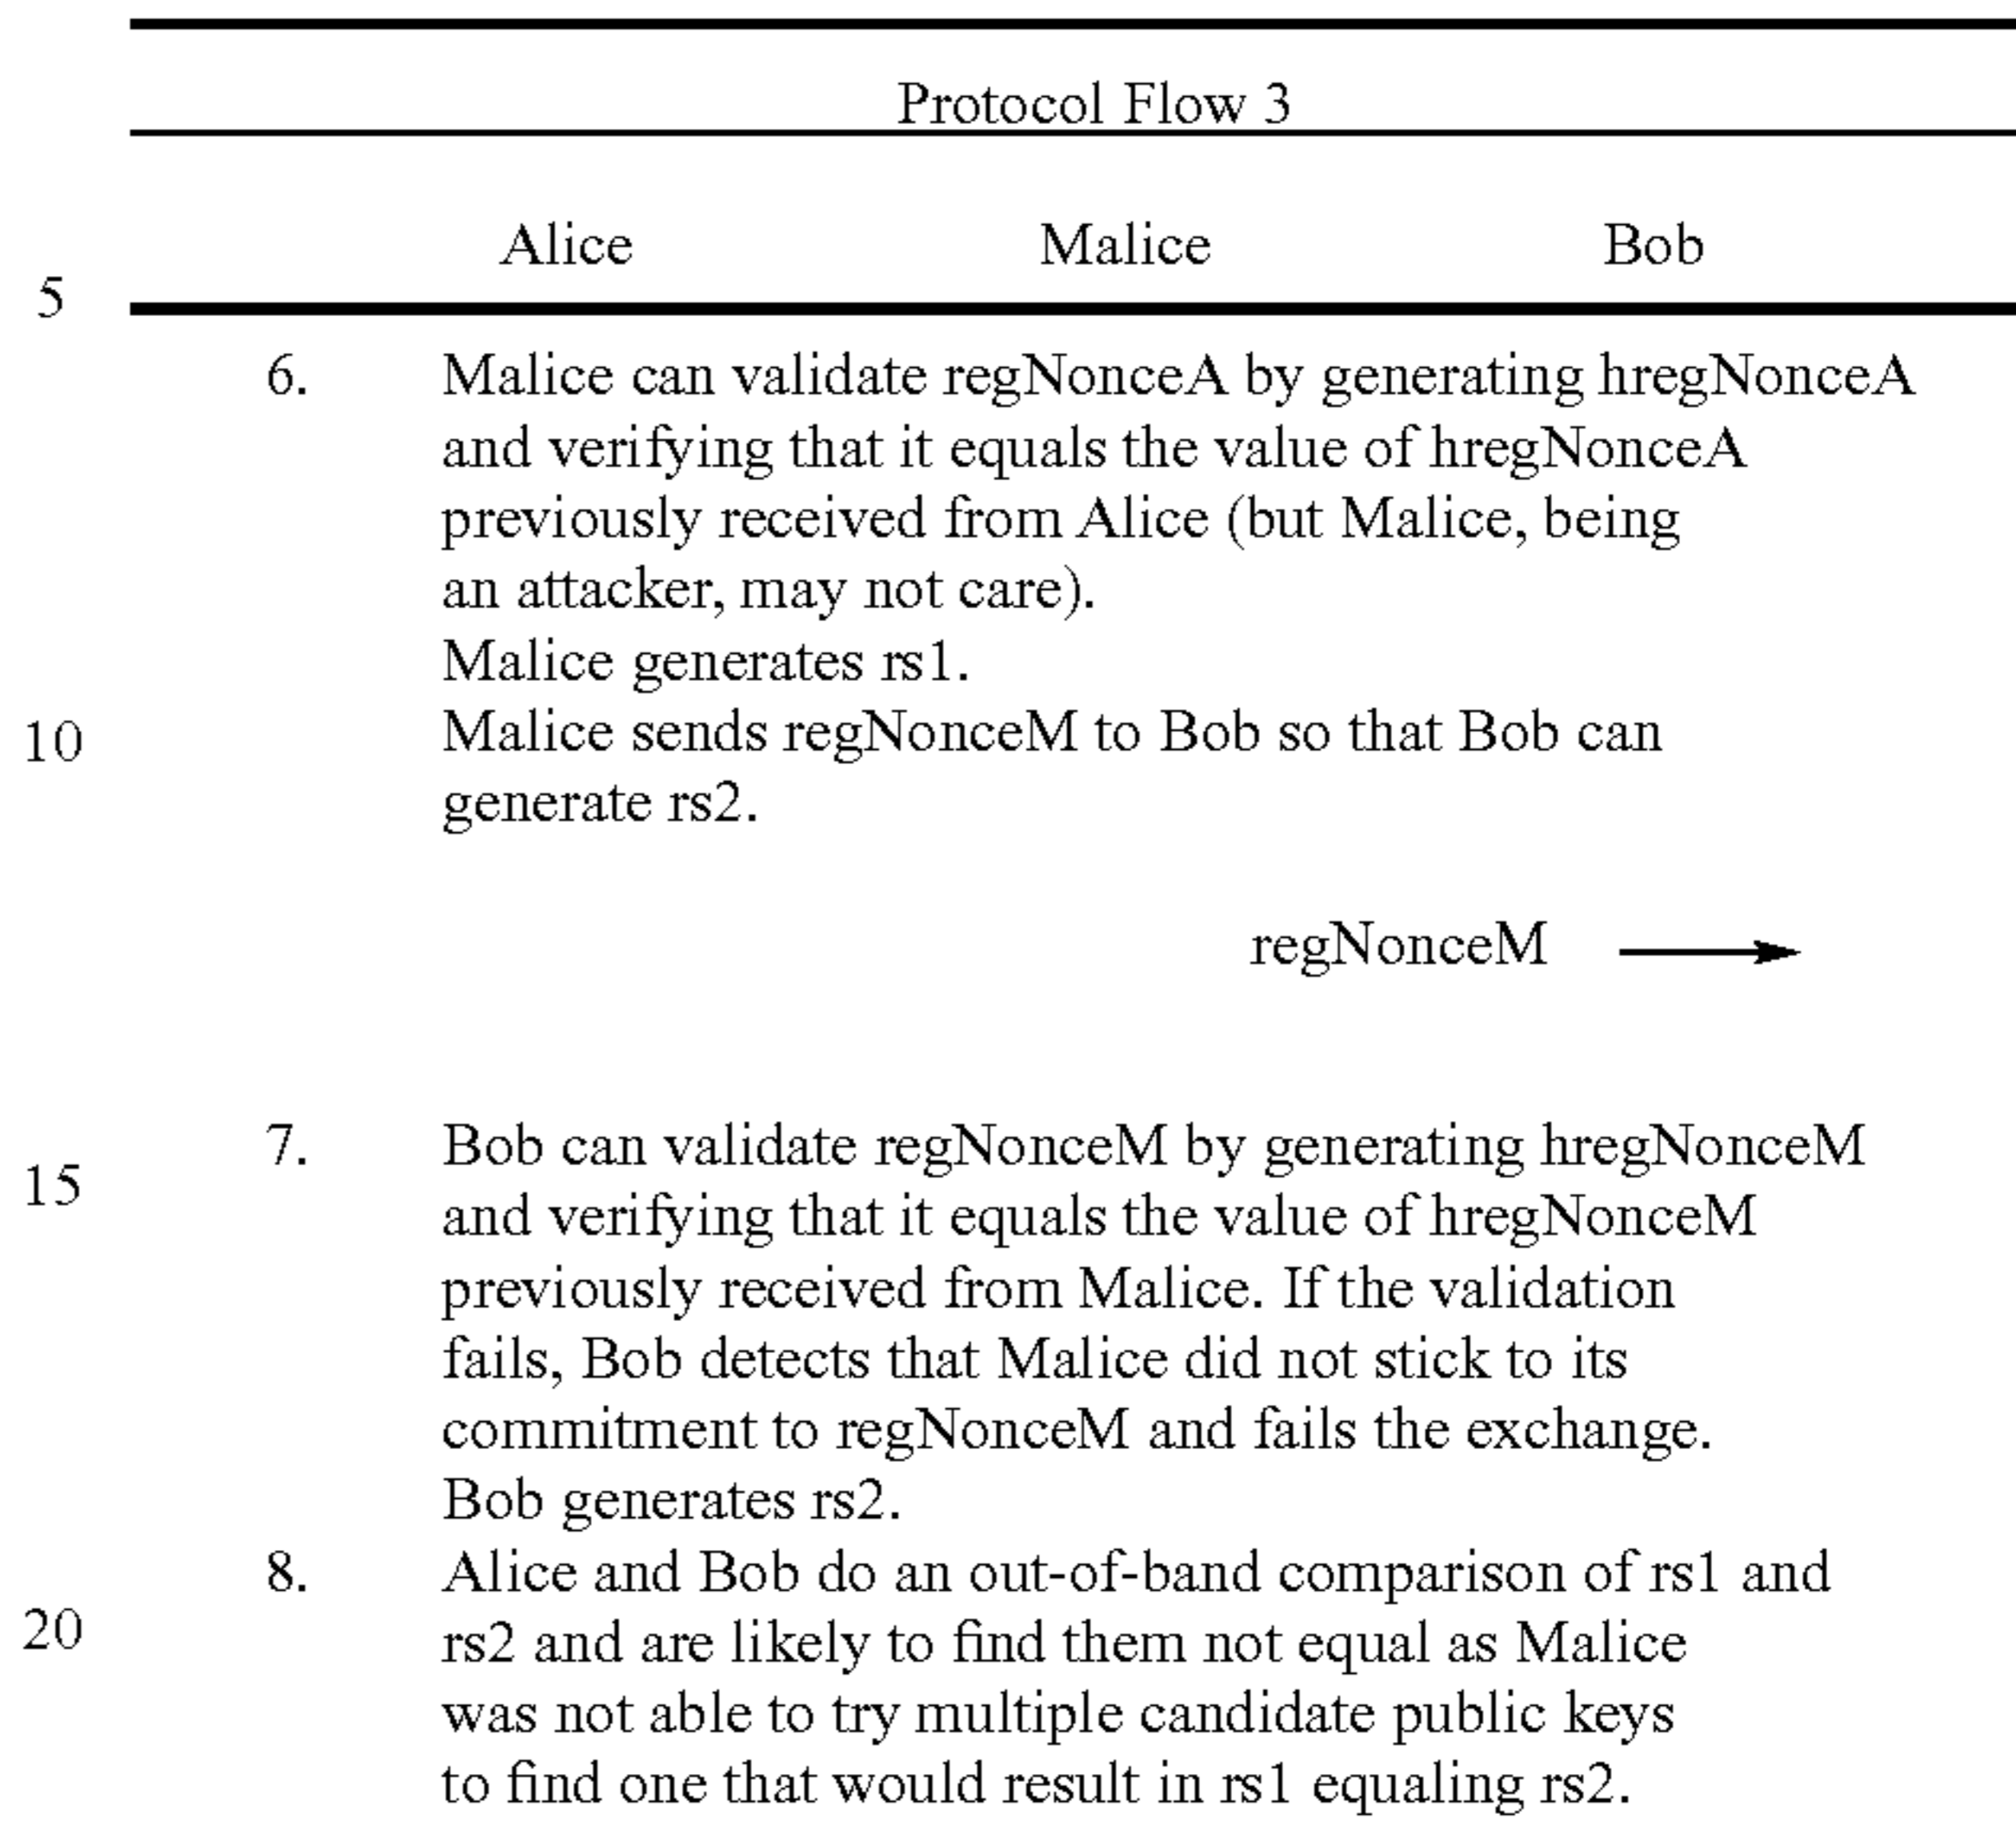 Protocol Flow 3
Alice Malice Bob
5
6. Malice can validate regNonceA by generating hregNonceA
and verifying that it equals the value of hregNonceA
previously received from Alice (but Malice, being
an attacker, may not care).
Malice generates rs1.
10 Malice sends regNonceM to Bob so that Bob can
generate rs2.
regNonceM ⟶
7. Bob can validate regNonceM by generating hregNonceM
15 and verifying that it equals the value of hregNonceM
previously received from Malice. If the validation
fails, Bob detects that Malice did not stick to its
commitment to regNonceM and fails the exchange.
Bob generates rs2.
8. Alice and Bob do an out-of-band comparison of rs1 and
20 rs2 and are likely to find them not equal as Malice
was not able to try multiple candidate public keys
to find one that would result in rs1 equaling rs2.